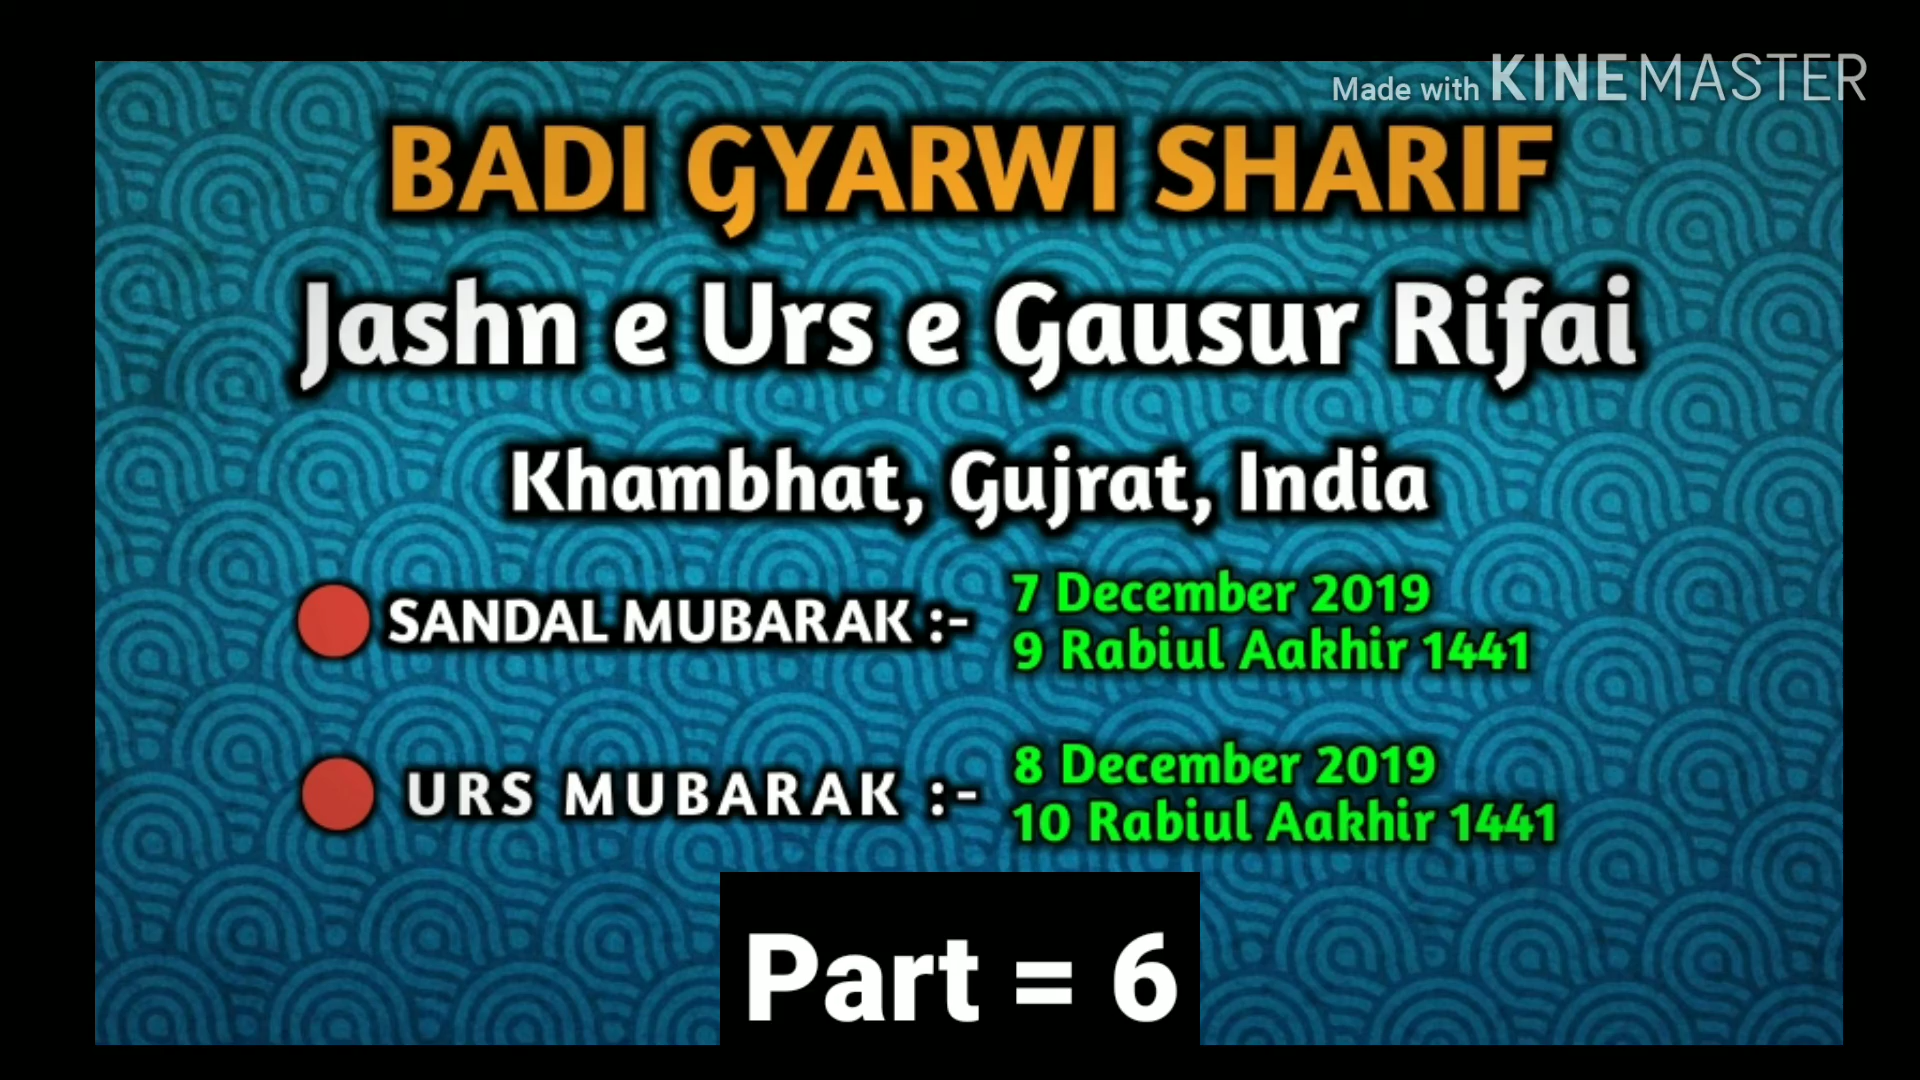 Made with KINEMASTER
BADI GYARWI SHARIF
Jashn e Urs e Gausur Rifai
Khambhat, Gujrat, India
SANDAL MUBARAK :- 7 December 2019
9 Rabiul Aakhir 1441
URS MUBARAK :- 8 December 2019
10 Rabiul Aakhir 1441
Part = 6